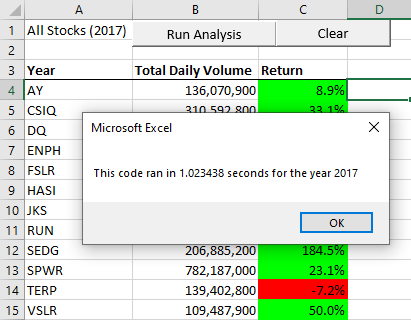 A B C D
1 All Stocks (2017) Run Analysis Clear
2
3 Year Total Daily Volume Return
4 AY 136,070,900 8.9%
5 CSIQ 310,592,800 33.1%
6 DQ
7 ENPH
8 FSLR
9 HASI
10 JKS
11 RUN
Microsoft Excel
This code ran in 1.023438 seconds for the year 2017
OK
12 SEDG 206,885,200 184.5%
13 SPWR 782,187,000 23.1%
14 TERP 139,402,800 -7.2%
15 VSLR 109,487,900 50.0%